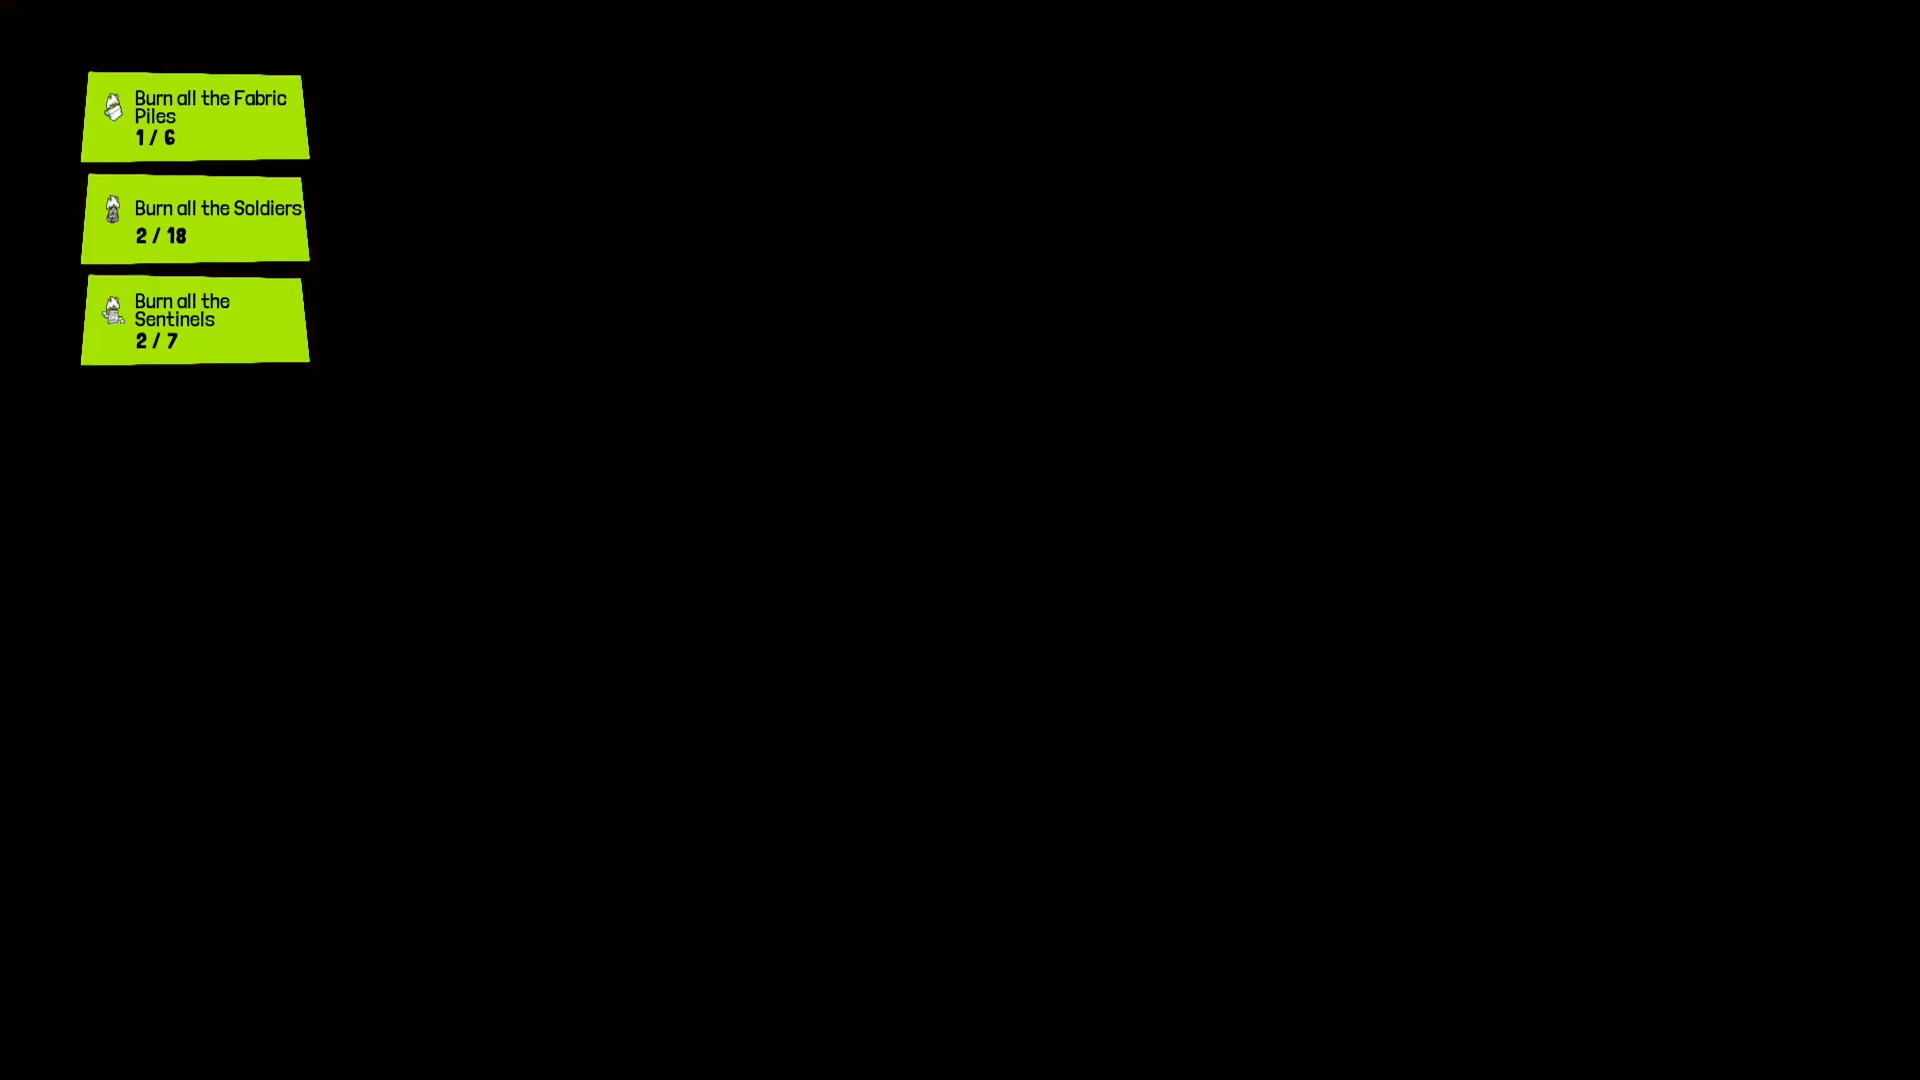 Burn all the Fabric
Piles
1 / 6
Burn all the Soldiers
2 / 18
Burn all the
Sentinels
2 / 7